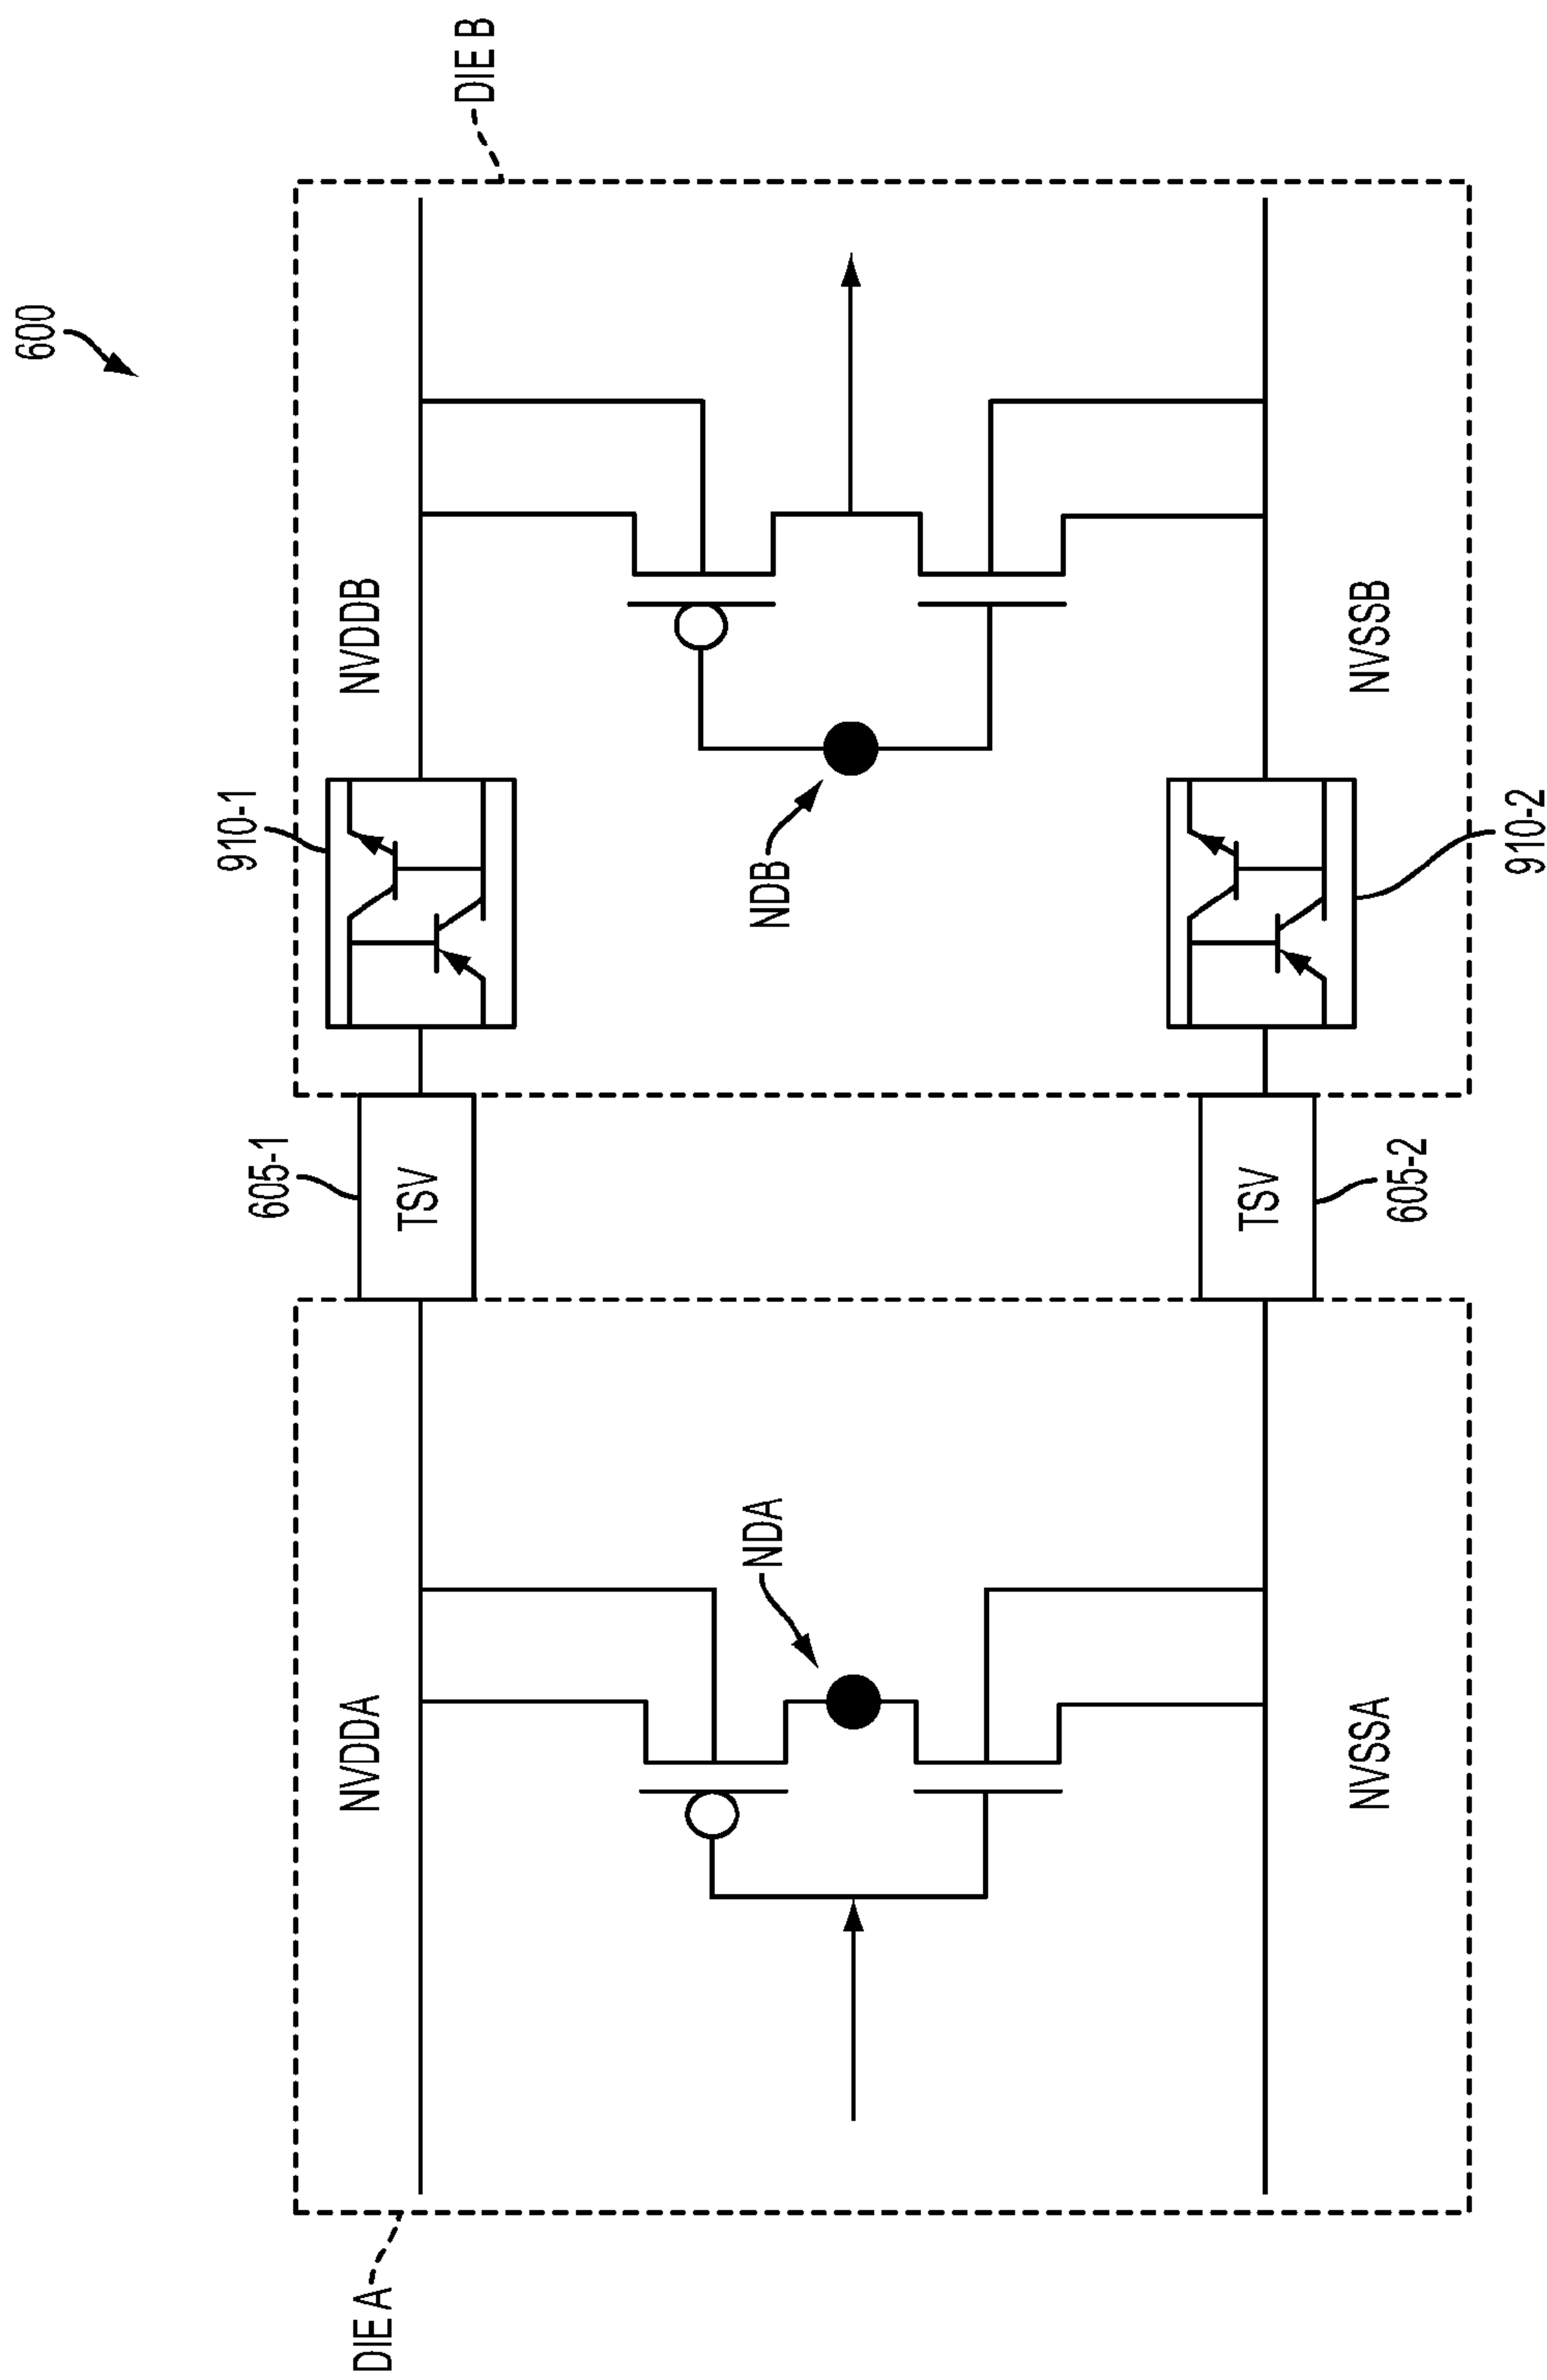 600
DIE A
DIE B
605-1
910-1
NVDDA
NVDDB
TSV
NDA
NDB
TSV
NVSSA
NVSSB
605-2
910-2